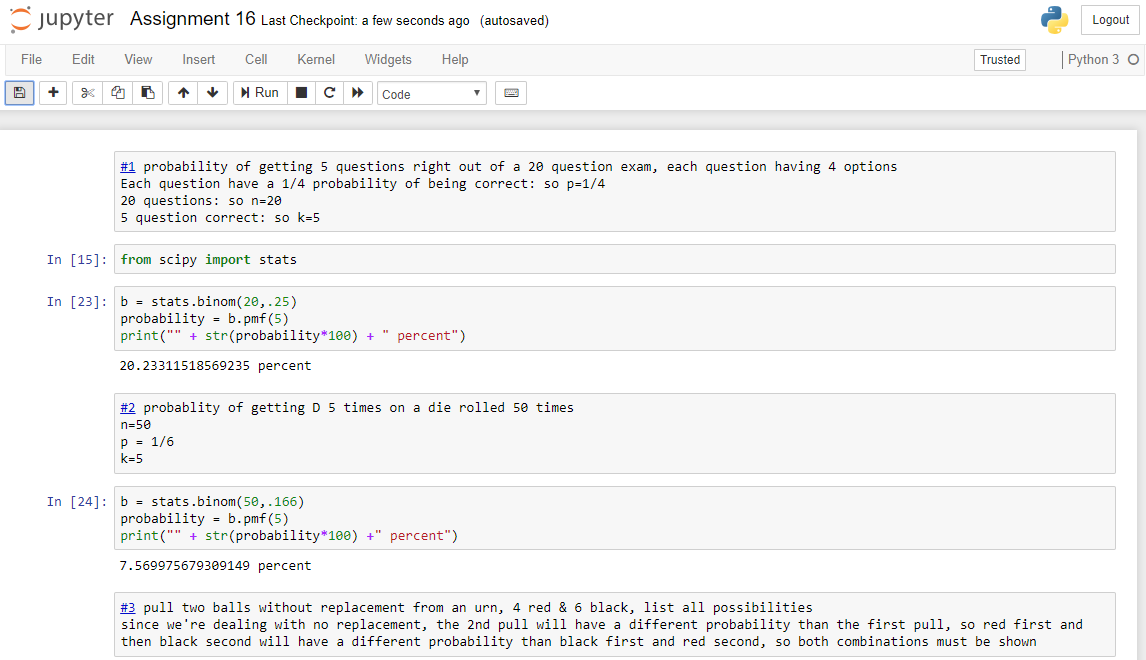 jupyter Assignment 16 Last Checkpoint: a few seconds ago (autosaved) Logout
File Edit View Insert Cell Kernel Widgets Help Trusted Python 3
Run Code
#1 probability of getting 5 questions right out of a 20 question exam, each question having 4 options
Each question have a 1/4 probability of being correct: so p=1/4
20 questions: so n=20
5 question correct: so k=5
In [15]: from scipy import stats
In [23]: b = stats.binom(20,.25)
probability = b.pmf(5)
print("" + str(probability*100) + " percent")
20.23311518569235 percent
#2 probablity of getting D 5 times on a die rolled 50 times
n=50
p = 1/6
k=5
In [24]: b = stats.binom(50,.166)
probability = b.pmf(5)
print("" + str(probability*100) +" percent")
7.569975679309149 percent
#3 pull two balls without replacement from an urn, 4 red & 6 black, list all possibilities
since we're dealing with no replacement, the 2nd pull will have a different probability than the first pull, so red first and
then black second will have a different probability than black first and red second, so both combinations must be shown